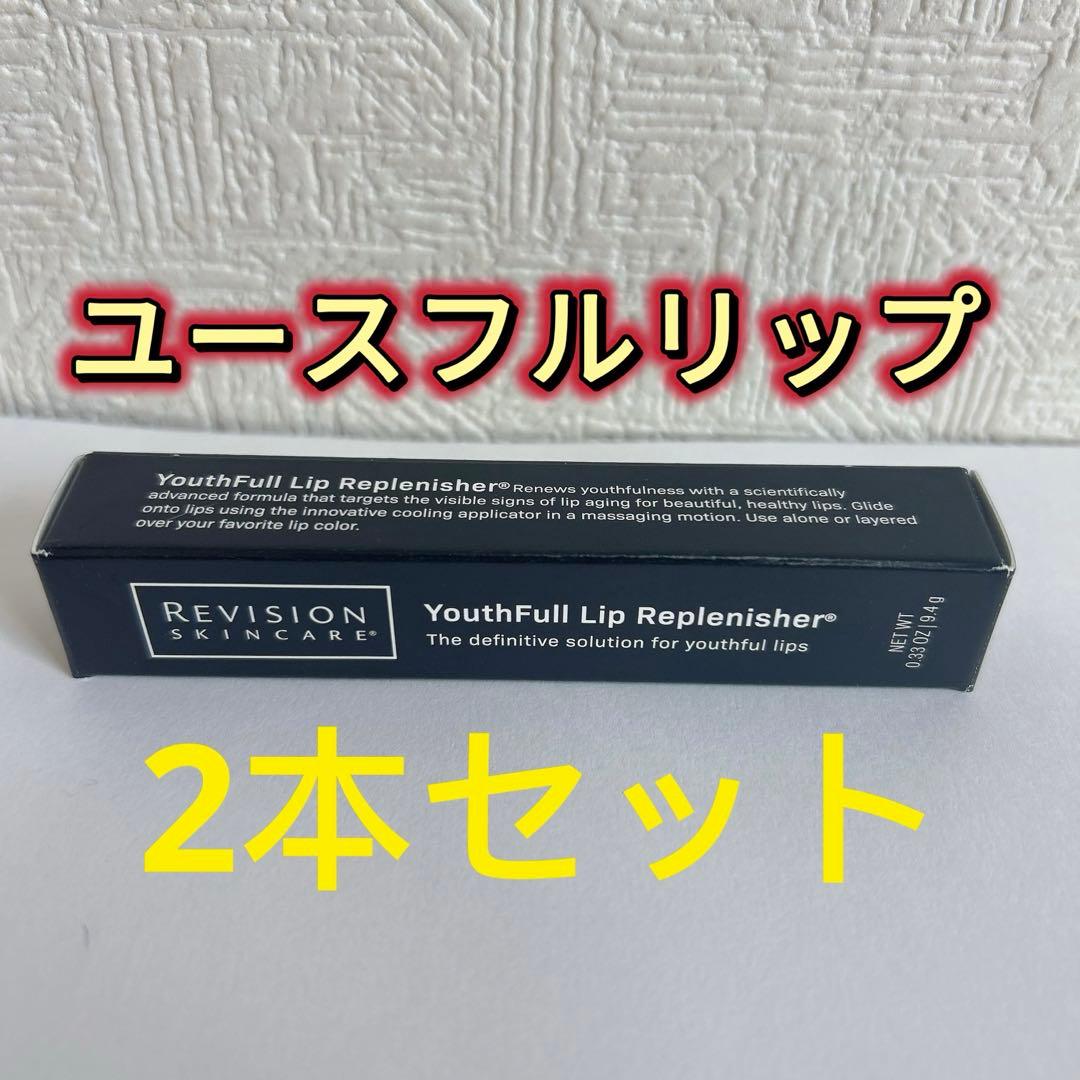 ユースフルリップ
YouthFull Lip Replenisher® Renews youthfulness with a scientifically
advanced formula that targets the visible signs of lip aging for beautiful, healthy lips. Glide
onto lips using the innovative cooling applicator in a massaging motion. Use alone or layered
over your favorite lip color.
REVISION
SKINCARE®
YouthFull Lip Replenisher®
The definitive solution for youthful lips
NET WT
0.33 OZ | 9.4 g
2本セット